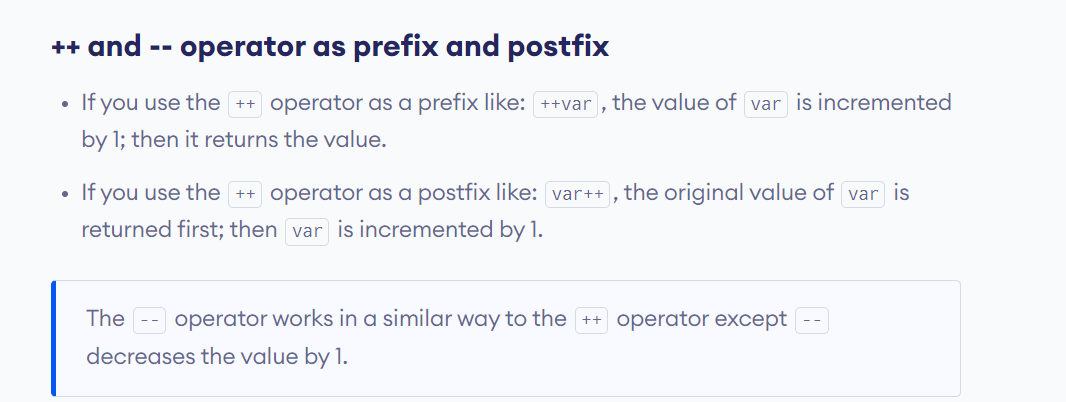 ++ and -- operator as prefix and postfix
• If you use the ++ operator as a prefix like: ++var, the value of var is incremented
by 1; then it returns the value.
• If you use the ++ operator as a postfix like: var++, the original value of var is
returned first; then var is incremented by 1.
The -- operator works in a similar way to the ++ operator except --
decreases the value by 1.